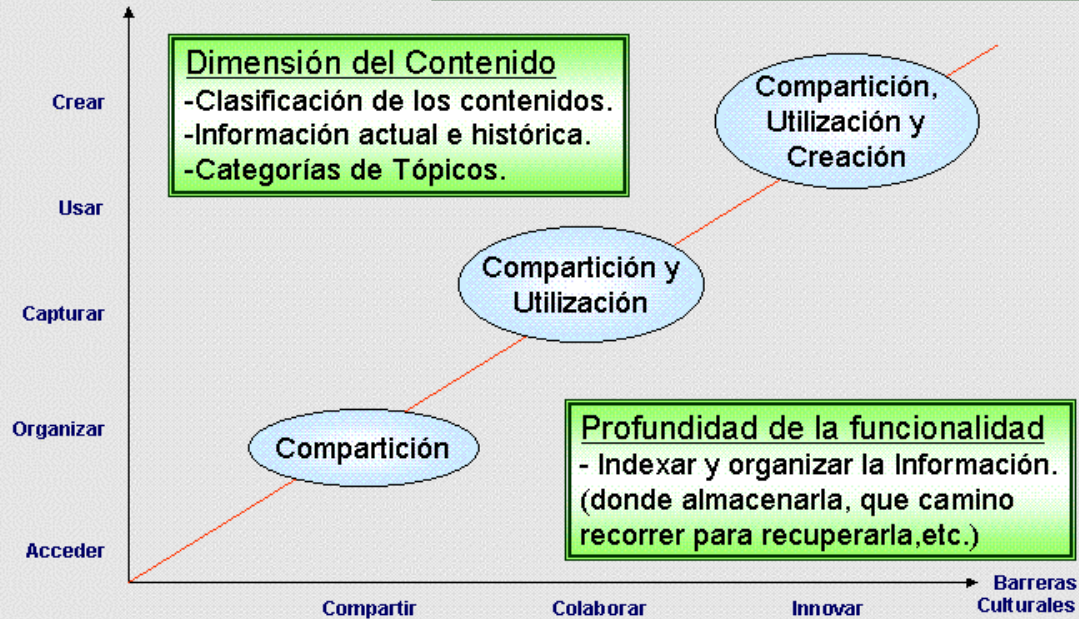 Dimensión del Contenido
-Clasificación de los contenidos.
-Información actual e histórica.
-Categorías de Tópicos.
Compartición,
Utilización y
Creación
Compartición y
Utilización
Compartición
Profundidad de la funcionalidad
- Indexar y organizar la Información.
(donde almacenarla, que camino
recorrer para recuperarla,etc.)
Crear
Usar
Capturar
Organizar
Acceder
Compartir
Colaborar
Innovar
Barreras
Culturales